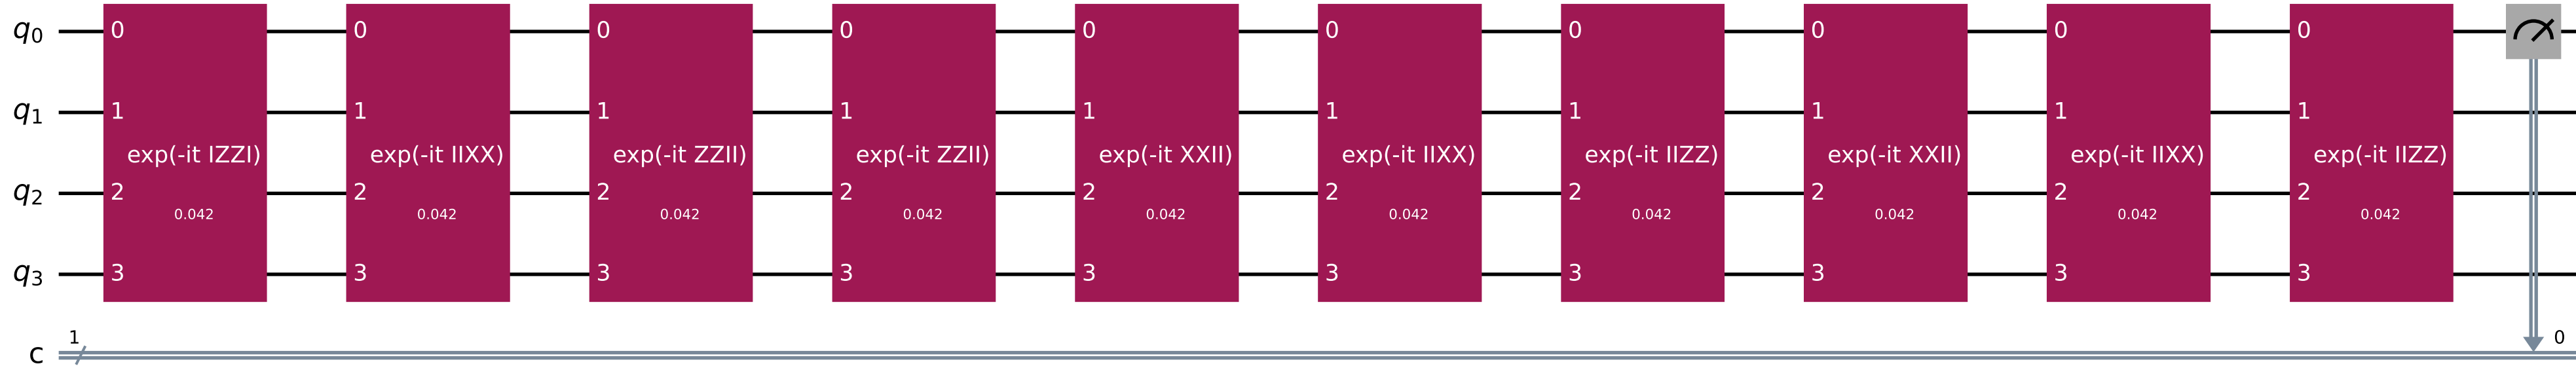 q0 0 0 0 0 0 0 0 0 0 0
q1 1 1 1 1 1 1 1 1 1 1
exp(-it IZZI) exp(-it IIXX) exp(-it ZZII) exp(-it ZZII) exp(-it XXII) exp(-it IIXX) exp(-it IIZZ) exp(-it XXII) exp(-it IIXX) exp(-it IIZZ)
q2 2 2 2 2 2 2 2 2 2 2
0.042 0.042 0.042 0.042 0.042 0.042 0.042 0.042 0.042 0.042
q3 3 3 3 3 3 3 3 3 3 3
1 0
c